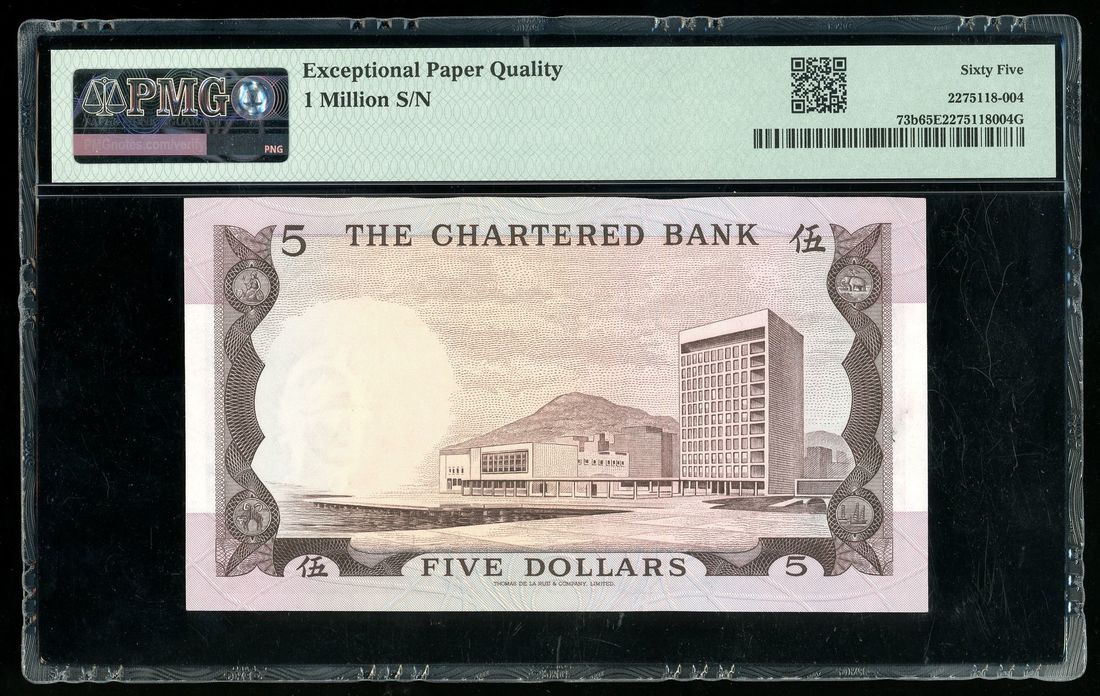 PMG
PMGnotes.com/verify
PNG
Exceptional Paper Quality
1 Million S/N
Sixty Five
2275118-004
73b65E2275118004G
5 THE CHARTERED BANK 伍
伍 FIVE DOLLARS 5
THOMAS DE LA RUE & COMPANY, LIMITED.